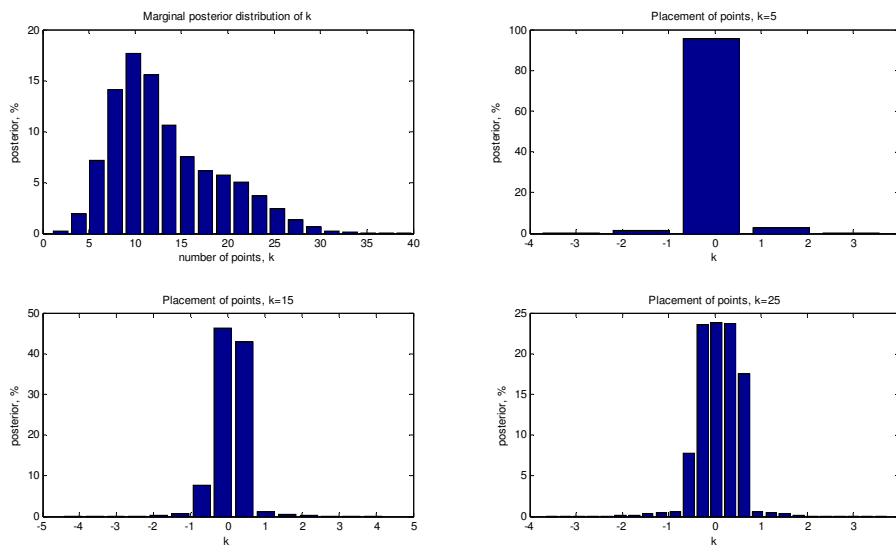 Marginal posterior distribution of k
20
15
10
5
0
posterior, %
0 5 10 15 20 25 30 35 40
number of points, k
Placement of points, k=5
100
80
60
40
20
0
posterior, %
-4 -3 -2 -1 0 1 2 3
k
Placement of points, k=15
50
40
30
20
10
0
posterior, %
-5 -4 -3 -2 -1 0 1 2 3 4 5
k
Placement of points, k=25
25
20
15
10
5
0
posterior, %
-4 -3 -2 -1 0 1 2 3
k